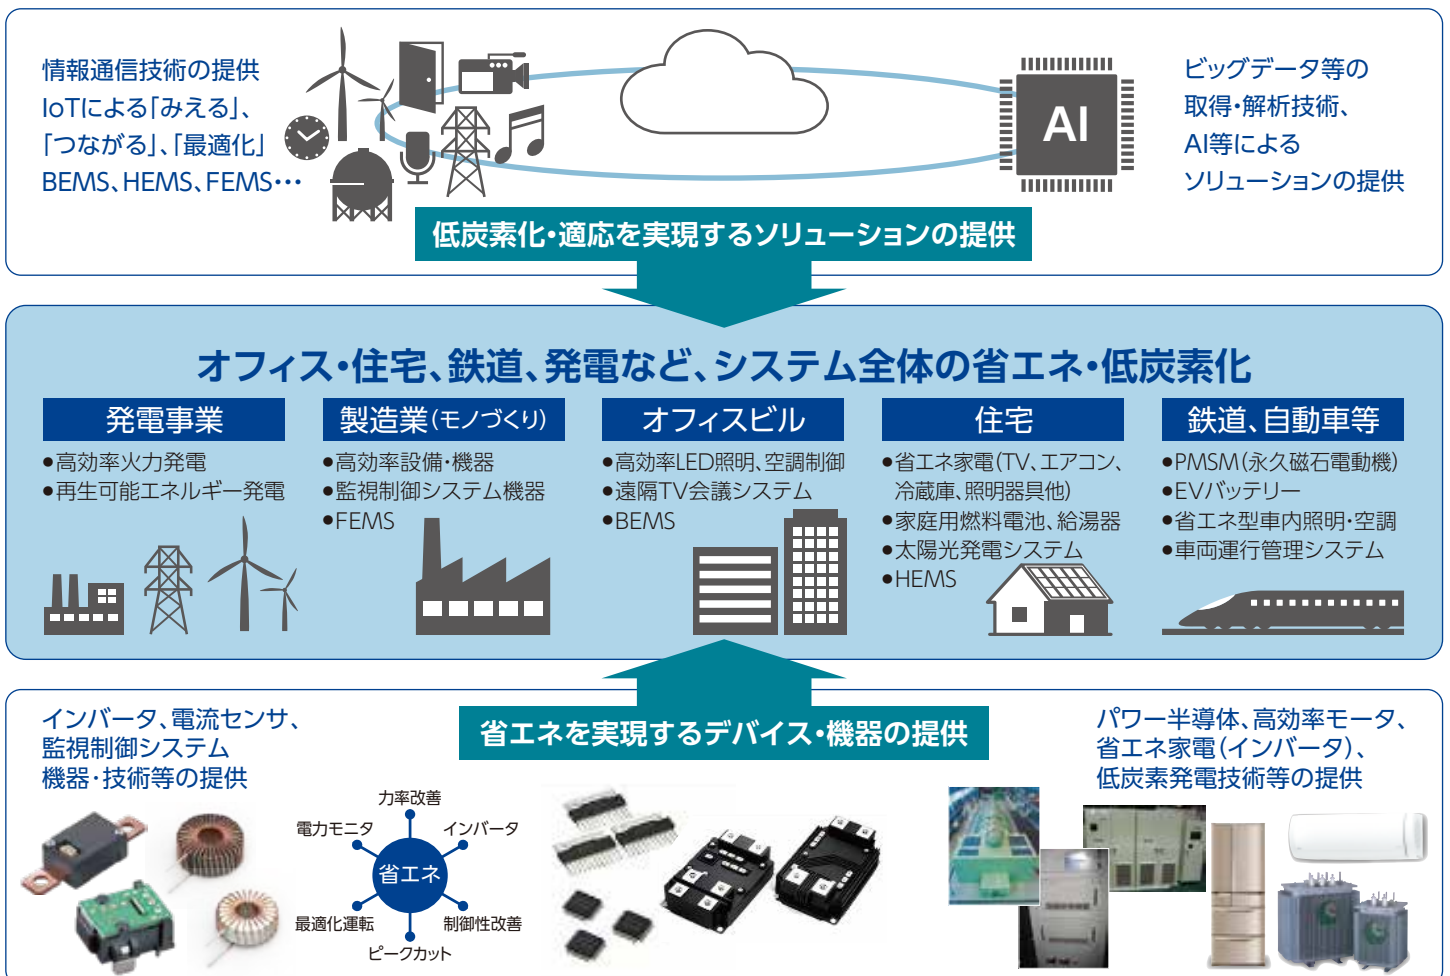 情報通信技術の提供
IoTによる「みえる」、
「つながる」、「最適化」
BEMS、HEMS、FEMS…
AI
ビッグデータ等の
取得・解析技術、
AI等による
ソリューションの提供
低炭素化・適応を実現するソリューションの提供
オフィス・住宅、鉄道、発電など、システム全体の省エネ・低炭素化
発電事業
●高効率火力発電
●再生可能エネルギー発電
製造業(モノづくり)
●高効率設備・機器
●監視制御システム機器
●FEMS
オフィスビル
●高効率LED照明、空調制御
●遠隔TV会議システム
●BEMS
住宅
●省エネ家電(TV、エアコン、
冷蔵庫、照明器具他)
●家庭用燃料電池、給湯器
●太陽光発電システム
●HEMS
鉄道、自動車等
●PMSM(永久磁石電動機)
●EVバッテリー
●省エネ型車内照明・空調
●車両運行管理システム
省エネを実現するデバイス・機器の提供
インバータ、電流センサ、
監視制御システム
機器・技術等の提供
力率改善
電力モニタ
インバータ
省エネ
最適化運転
制御性改善
ピークカット
パワー半導体、高効率モータ、
省エネ家電(インバータ)、
低炭素発電技術等の提供